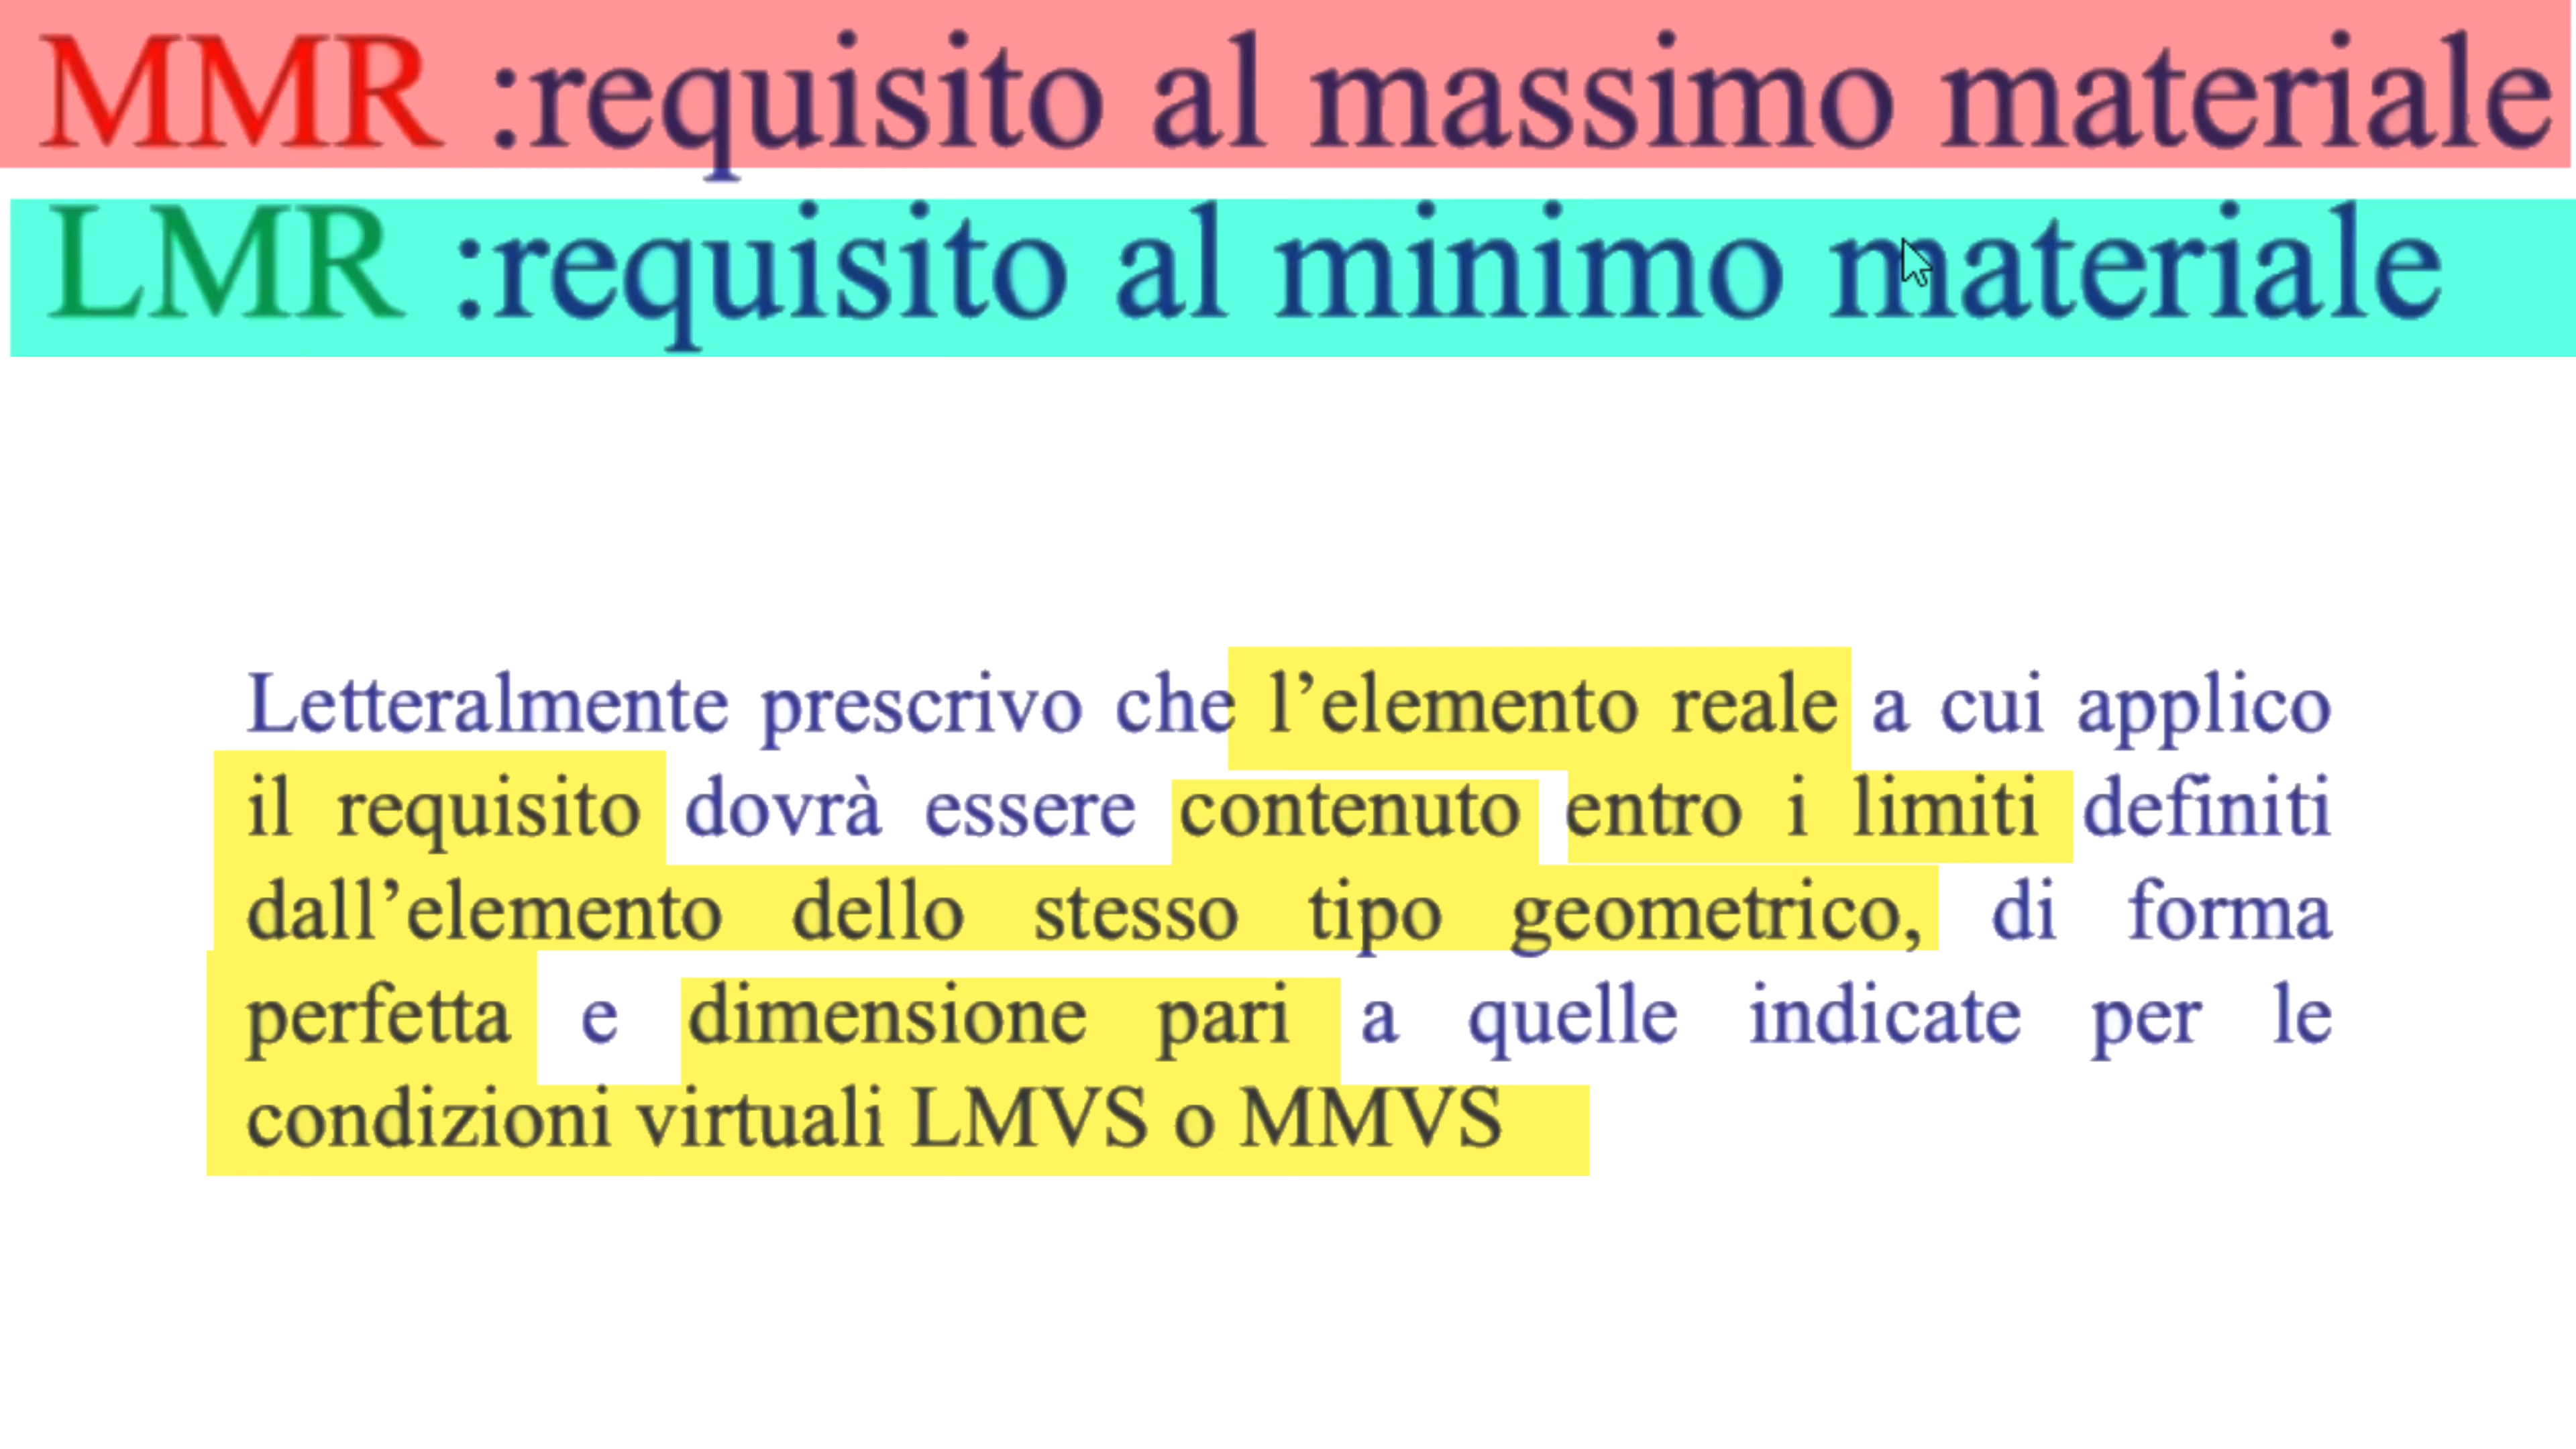 MMR :requisito al massimo materiale
LMR :requisito al minimo materiale
Letteralmente prescrivo che l’elemento reale a cui applico
il requisito dovrà essere contenuto entro i limiti definiti
dall’elemento dello stesso tipo geometrico, di forma
perfetta e dimensione pari a quelle indicate per le
condizioni virtuali LMVS o MMVS